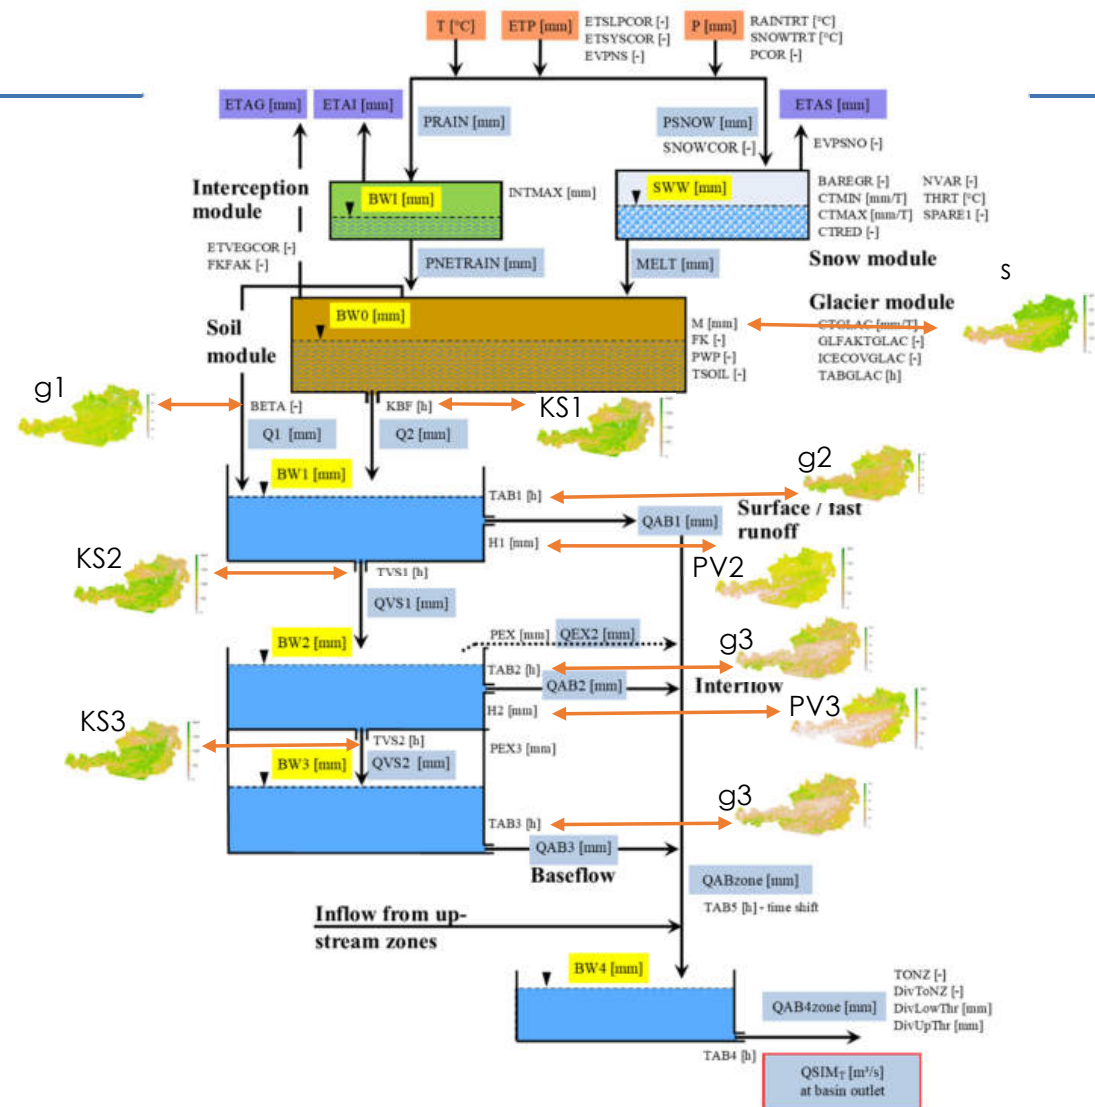 T [°C]
ETP [mm]
ETSLPCOR [-]
ETSYSCOR [-]
EVPNS [-]
P [mm]
RAINTRT [°C]
SNOWTRT [°C]
PCOR [-]
ETAG [mm]
ETAI [mm]
ETAS [mm]
PRAIN [mm]
PSNOW [mm]
SNOWCOR [-]
EVPSNO [-]
Interception
module
BWI [mm]
INTMAX [mm]
SWW [mm]
BAREGR [-]
NVAR [-]
CTMIN [mm/T]
THRT [°C]
CTMAX [mm/T]
SPARE1 [-]
CTRED [-]
Snow module
ETVEGCOR [-]
FKFAK [-]
PNETRAIN [mm]
MELT [mm]
s
Glacier module
CTGLAC [mm/T]
GLFAKTGLAC [-]
ICECOVGLAC [-]
TABGLAC [h]
Soil
module
BW0 [mm]
M [mm]
FK [-]
PWP [-]
TSOIL [-]
g1
BETA [-]
KBF [h]
KS1
Q1 [mm]
Q2 [mm]
BW1 [mm]
g2
TAB1 [h]
Surface / fast
runoff
QAB1 [mm]
H1 [mm]
KS2
TVS1 [h]
PV2
QVS1 [mm]
BW2 [mm]
PEX [mm]
QEX2 [mm]
g3
TAB2 [h]
Interflow
QAB2 [mm]
H2 [mm]
PV3
KS3
TVS2 [h]
PEX3 [mm]
BW3 [mm]
QVS2 [mm]
g3
TAB3 [h]
QAB3 [mm]
Baseflow
QABzone [mm]
TAB5 [h] - time shift
Inflow from up-
stream zones
BW4 [mm]
TONZ [-]
DivToNZ [-]
DivLowThr [mm]
DivUpThr [mm]
QAB4zone [mm]
TAB4 [h]
QSIMT [m³/s]
at basin outlet